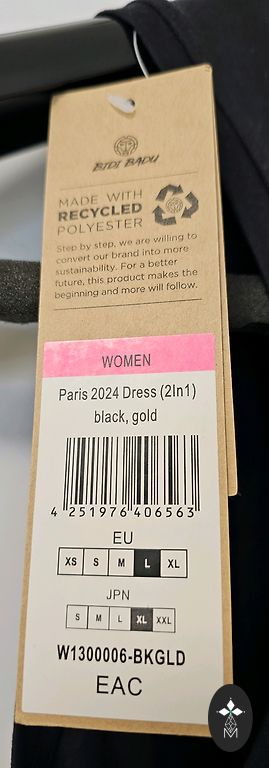 BIDI BADU
MADE WITH
RECYCLED
POLYESTER
Step by step, we are willing to
convert our brand into more
sustainability. For a better
future, this product makes the
beginning and more will follow.
WOMEN
Paris 2024 Dress (2In1)
black, gold
4 251976 406563
EU
XS S M L XL
JPN
S M L XL XXL
W1300006-BKGLD
EAC
M